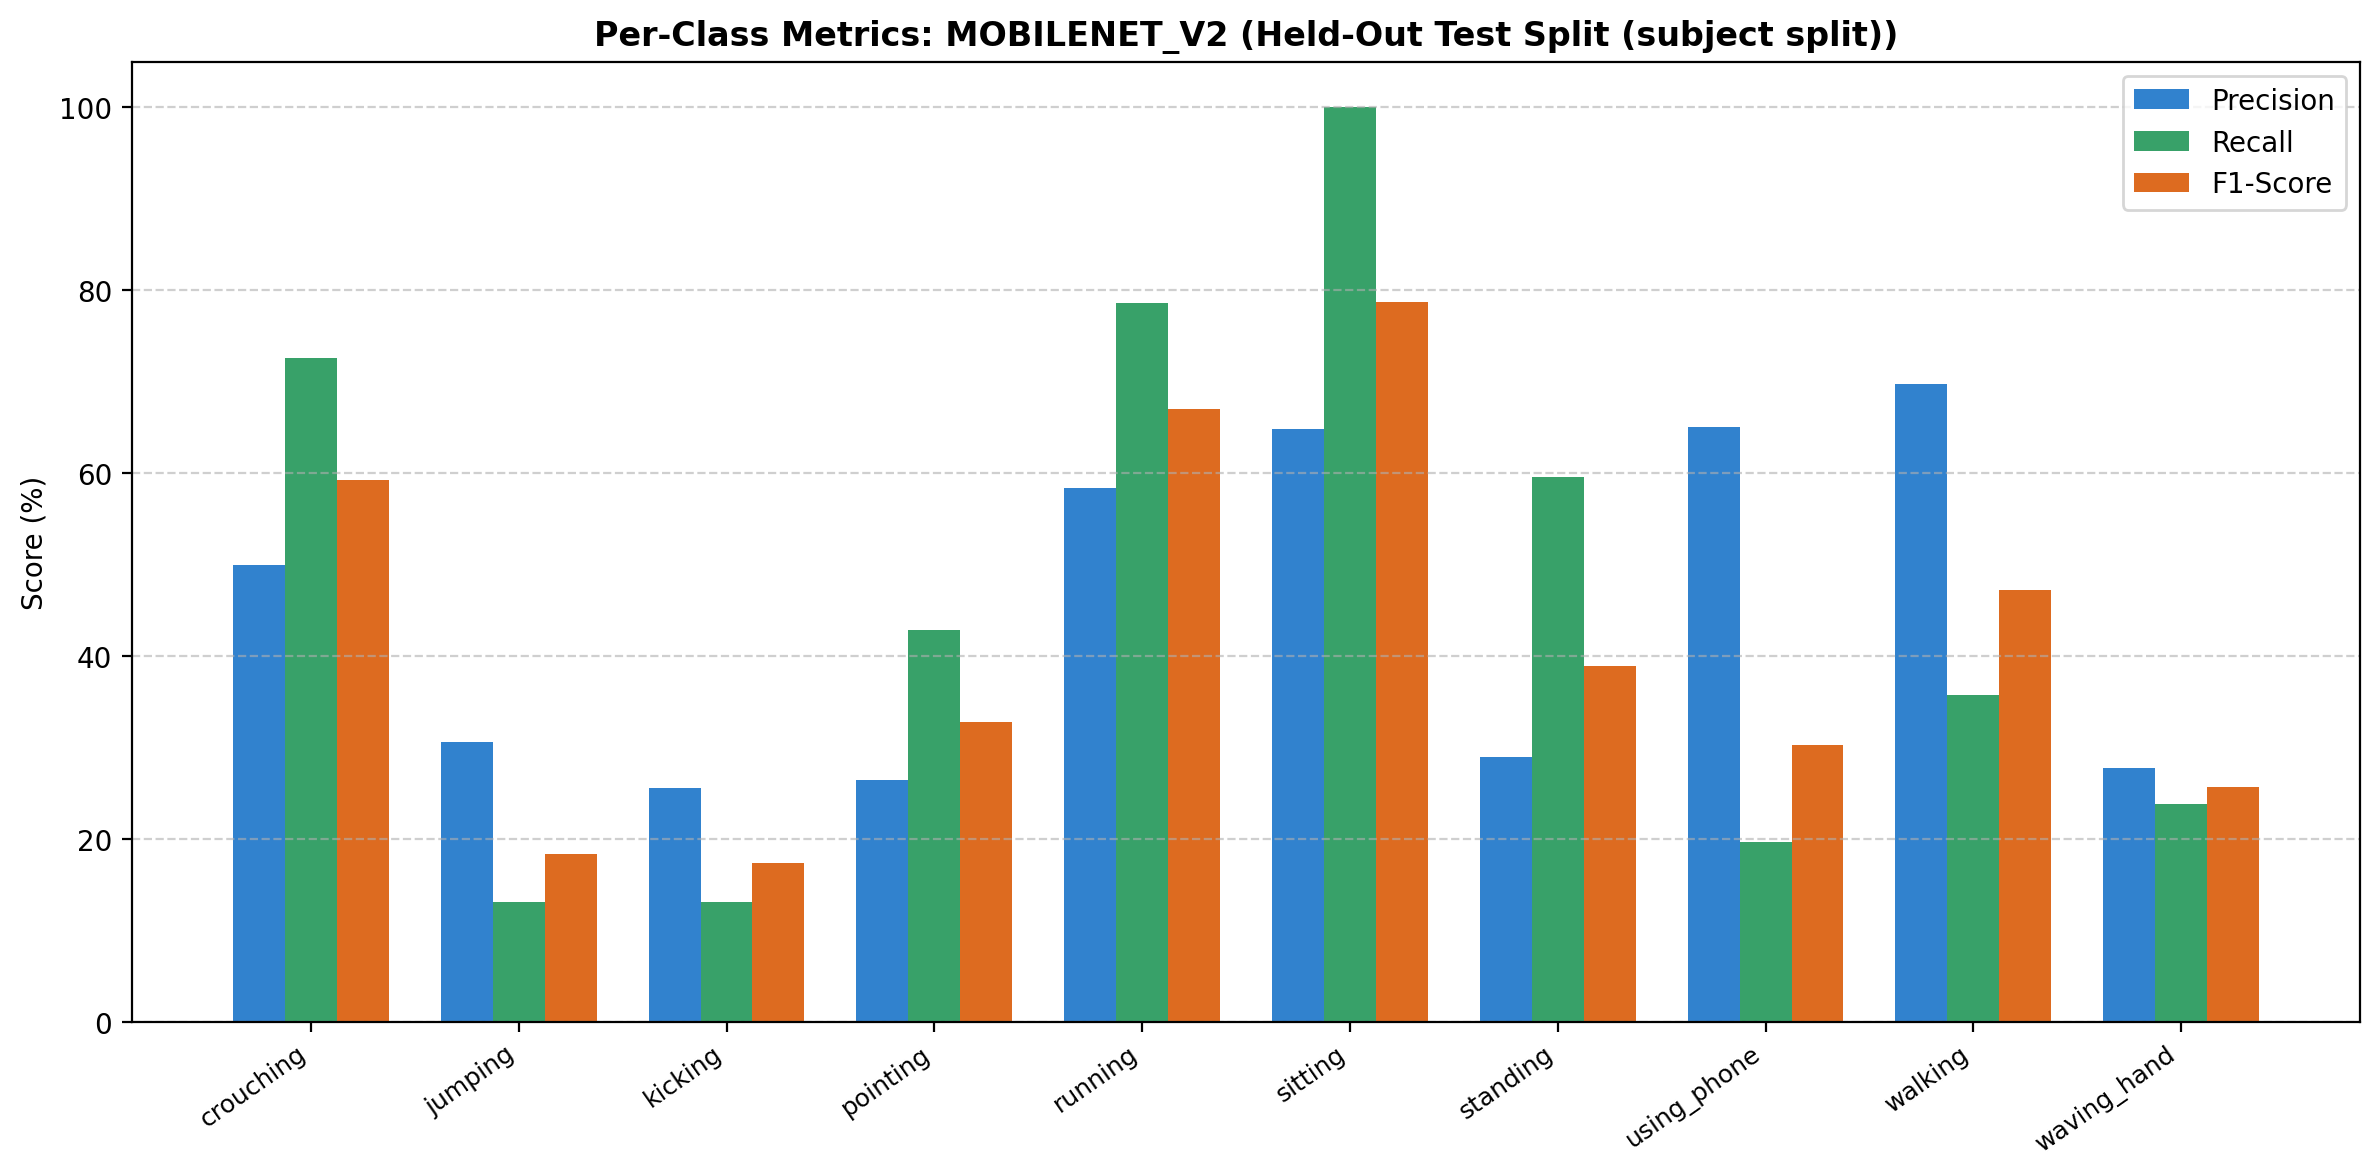 Per-Class Metrics: MOBILENET_V2 (Held-Out Test Split (subject split))
Precision
Recall
F1-Score
Score (%)
100
80
60
40
20
0
crouching
jumping
kicking
pointing
running
sitting
standing
using_phone
walking
waving_hand